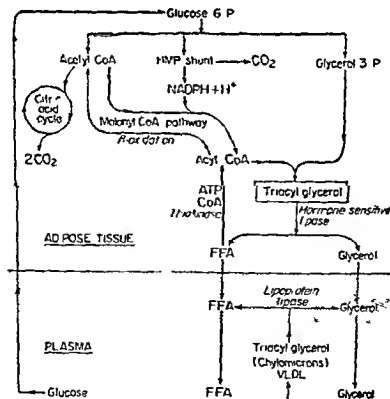 Glucose 6 P
Acetyl CoA
HMP shunt
CO₂
Glycerol 3 P
NADPH + H⁺
Citric
acid
cycle
Malonyl CoA pathway
β-oxidation
2CO₂
Acyl CoA
ATP
CoA
Thiokinase
Triacyl glycerol
Hormone sensitive
lipase
ADIPOSE TISSUE
FFA
Glycerol
FFA
Lipoprotein
lipase
Glycerol
PLASMA
Triacyl glycerol
(Chylomicrons)
VLDL
Glucose
FFA
Glycerol